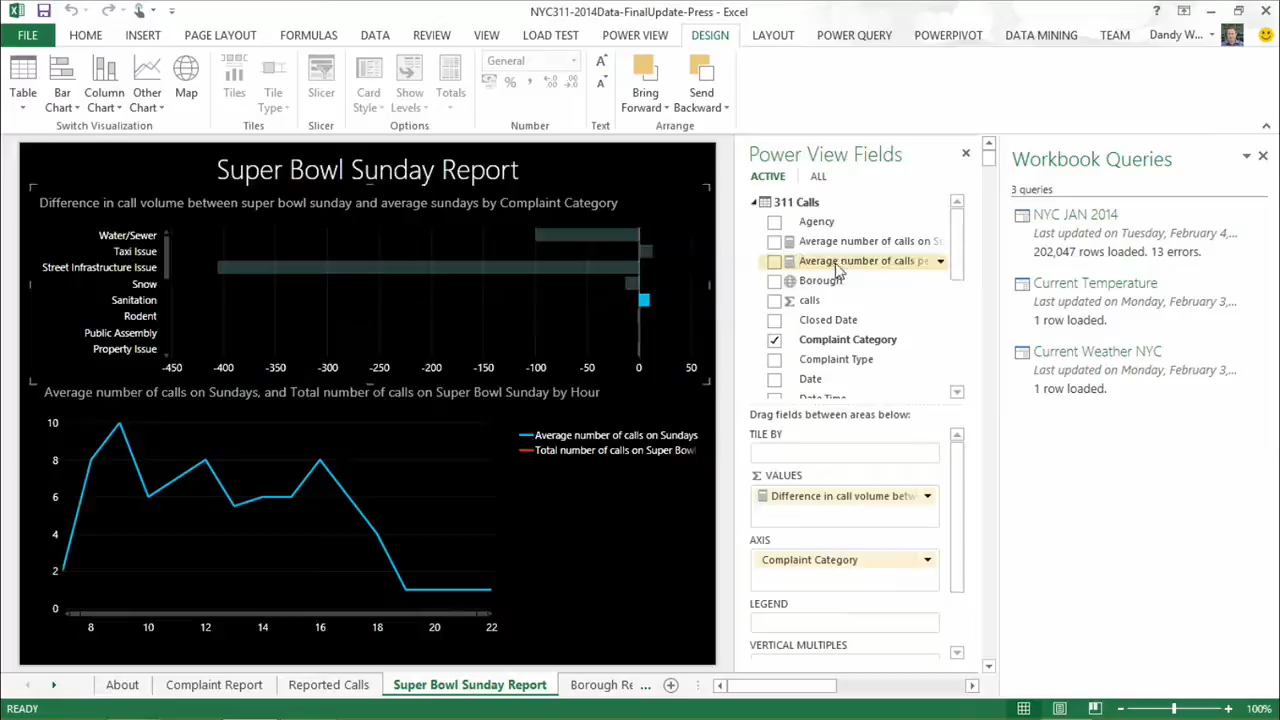 NYC311-2014Data-FinalUpdate-Press - Excel
?
FILE HOME INSERT PAGE LAYOUT FORMULAS DATA REVIEW VIEW LOAD TEST POWER VIEW DESIGN LAYOUT POWER QUERY POWERPIVOT DATA MINING TEAM Dandy W...
Table
Bar Chart
Column Chart
Other Chart
Map
Switch Visualization
Tiles
Tile Type
Tiles
Slicer
Slicer
Card Style
Show Levels
Totals
Options
General
%
,
Number
A
A
Text
Bring Forward
Send Backward
Arrange
Super Bowl Sunday Report
Difference in call volume between super bowl sunday and average sundays by Complaint Category
Water/Sewer
Taxi Issue
Street Infrastructure Issue
Snow
Sanitation
Rodent
Public Assembly
Property Issue
-450 -400 -350 -300 -250 -200 -150 -100 -50 0 50
Average number of calls on Sundays, and Total number of calls on Super Bowl Sunday by Hour
10
8
6
4
2
0
8 10 12 14 16 18 20 22
Average number of calls on Sundays
Total number of calls on Super Bowl
Power View Fields
ACTIVE ALL
311 Calls
Agency
Average number of calls on Su
Average number of calls pe
Borough
Σ calls
Closed Date
Complaint Category
Complaint Type
Date
Date Time
Drag fields between areas below:
TILE BY
Σ VALUES
Difference in call volume betw
AXIS
Complaint Category
LEGEND
VERTICAL MULTIPLES
Workbook Queries
3 queries
NYC JAN 2014
Last updated on Tuesday, February 4,...
202,047 rows loaded. 13 errors.
Current Temperature
Last updated on Monday, February 3,...
1 row loaded.
Current Weather NYC
Last updated on Monday, February 3,...
1 row loaded.
About Complaint Report Reported Calls Super Bowl Sunday Report Borough Re ...
READY
100%